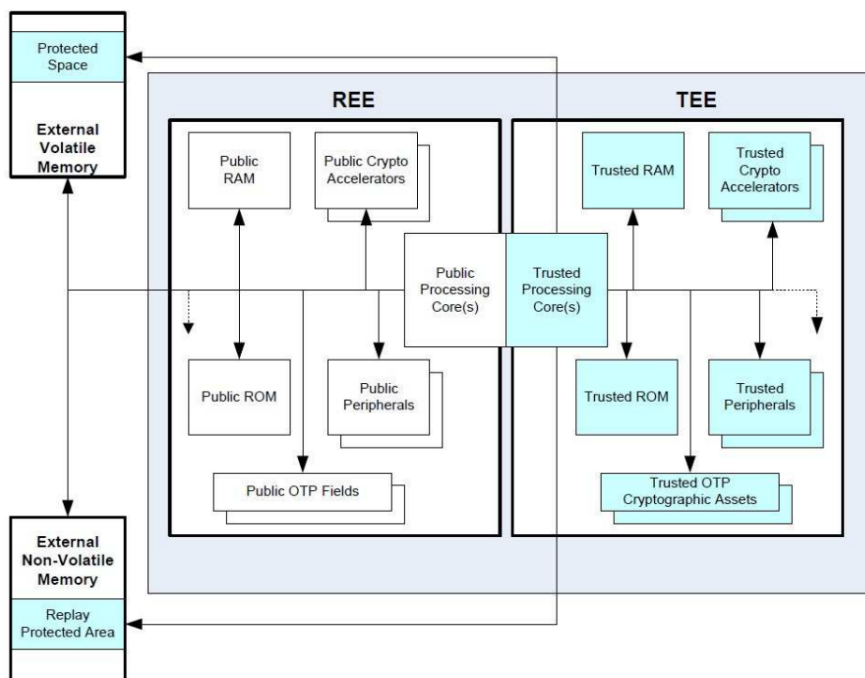 Protected
Space
External
Volatile
Memory
REE
TEE
Public
RAM
Public Crypto
Accelerators
Trusted RAM
Trusted
Crypto
Accelerators
Public
Processing
Core(s)
Trusted
Processing
Core(s)
Public ROM
Public
Peripherals
Trusted ROM
Trusted
Peripherals
Public OTP Fields
Trusted OTP
Cryptographic Assets
External
Non-Volatile
Memory
Replay
Protected Area